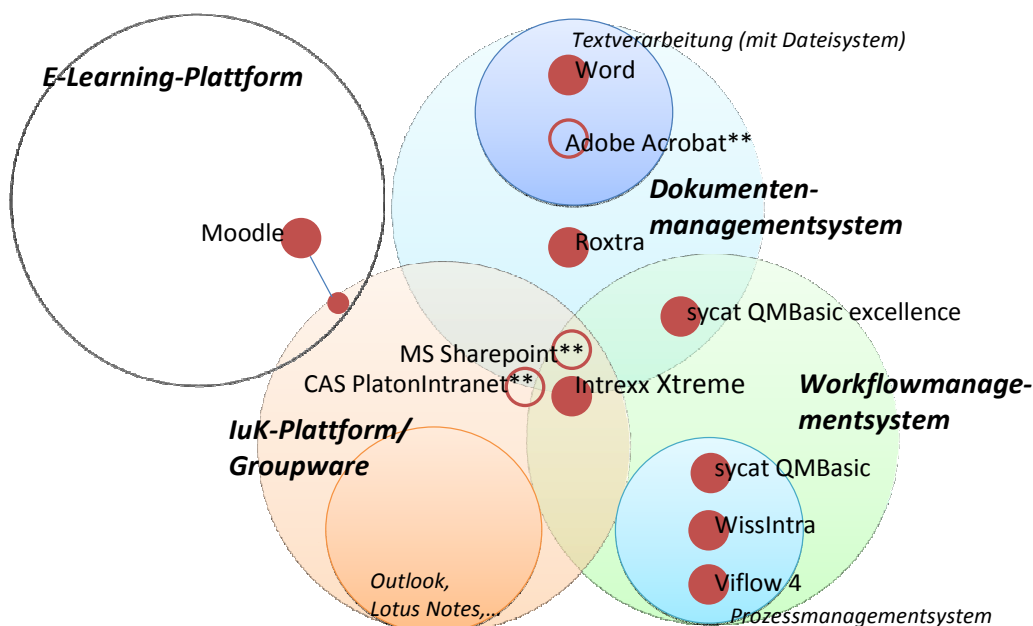 Textverarbeitung (mit Dateisystem)
E-Learning-Plattform
Word
Adobe Acrobat**
Dokumenten-
managementsystem
Moodle
Roxtra
sycat QMBasic excellence
MS Sharepoint**
CAS PlatonIntranet**
Intrexx Xtreme
Workflowmanage-
mentsystem
IuK-Plattform/
Groupware
sycat QMBasic
WissIntra
Viflow 4
Outlook,
Lotus Notes,...
Prozessmanagementsystem